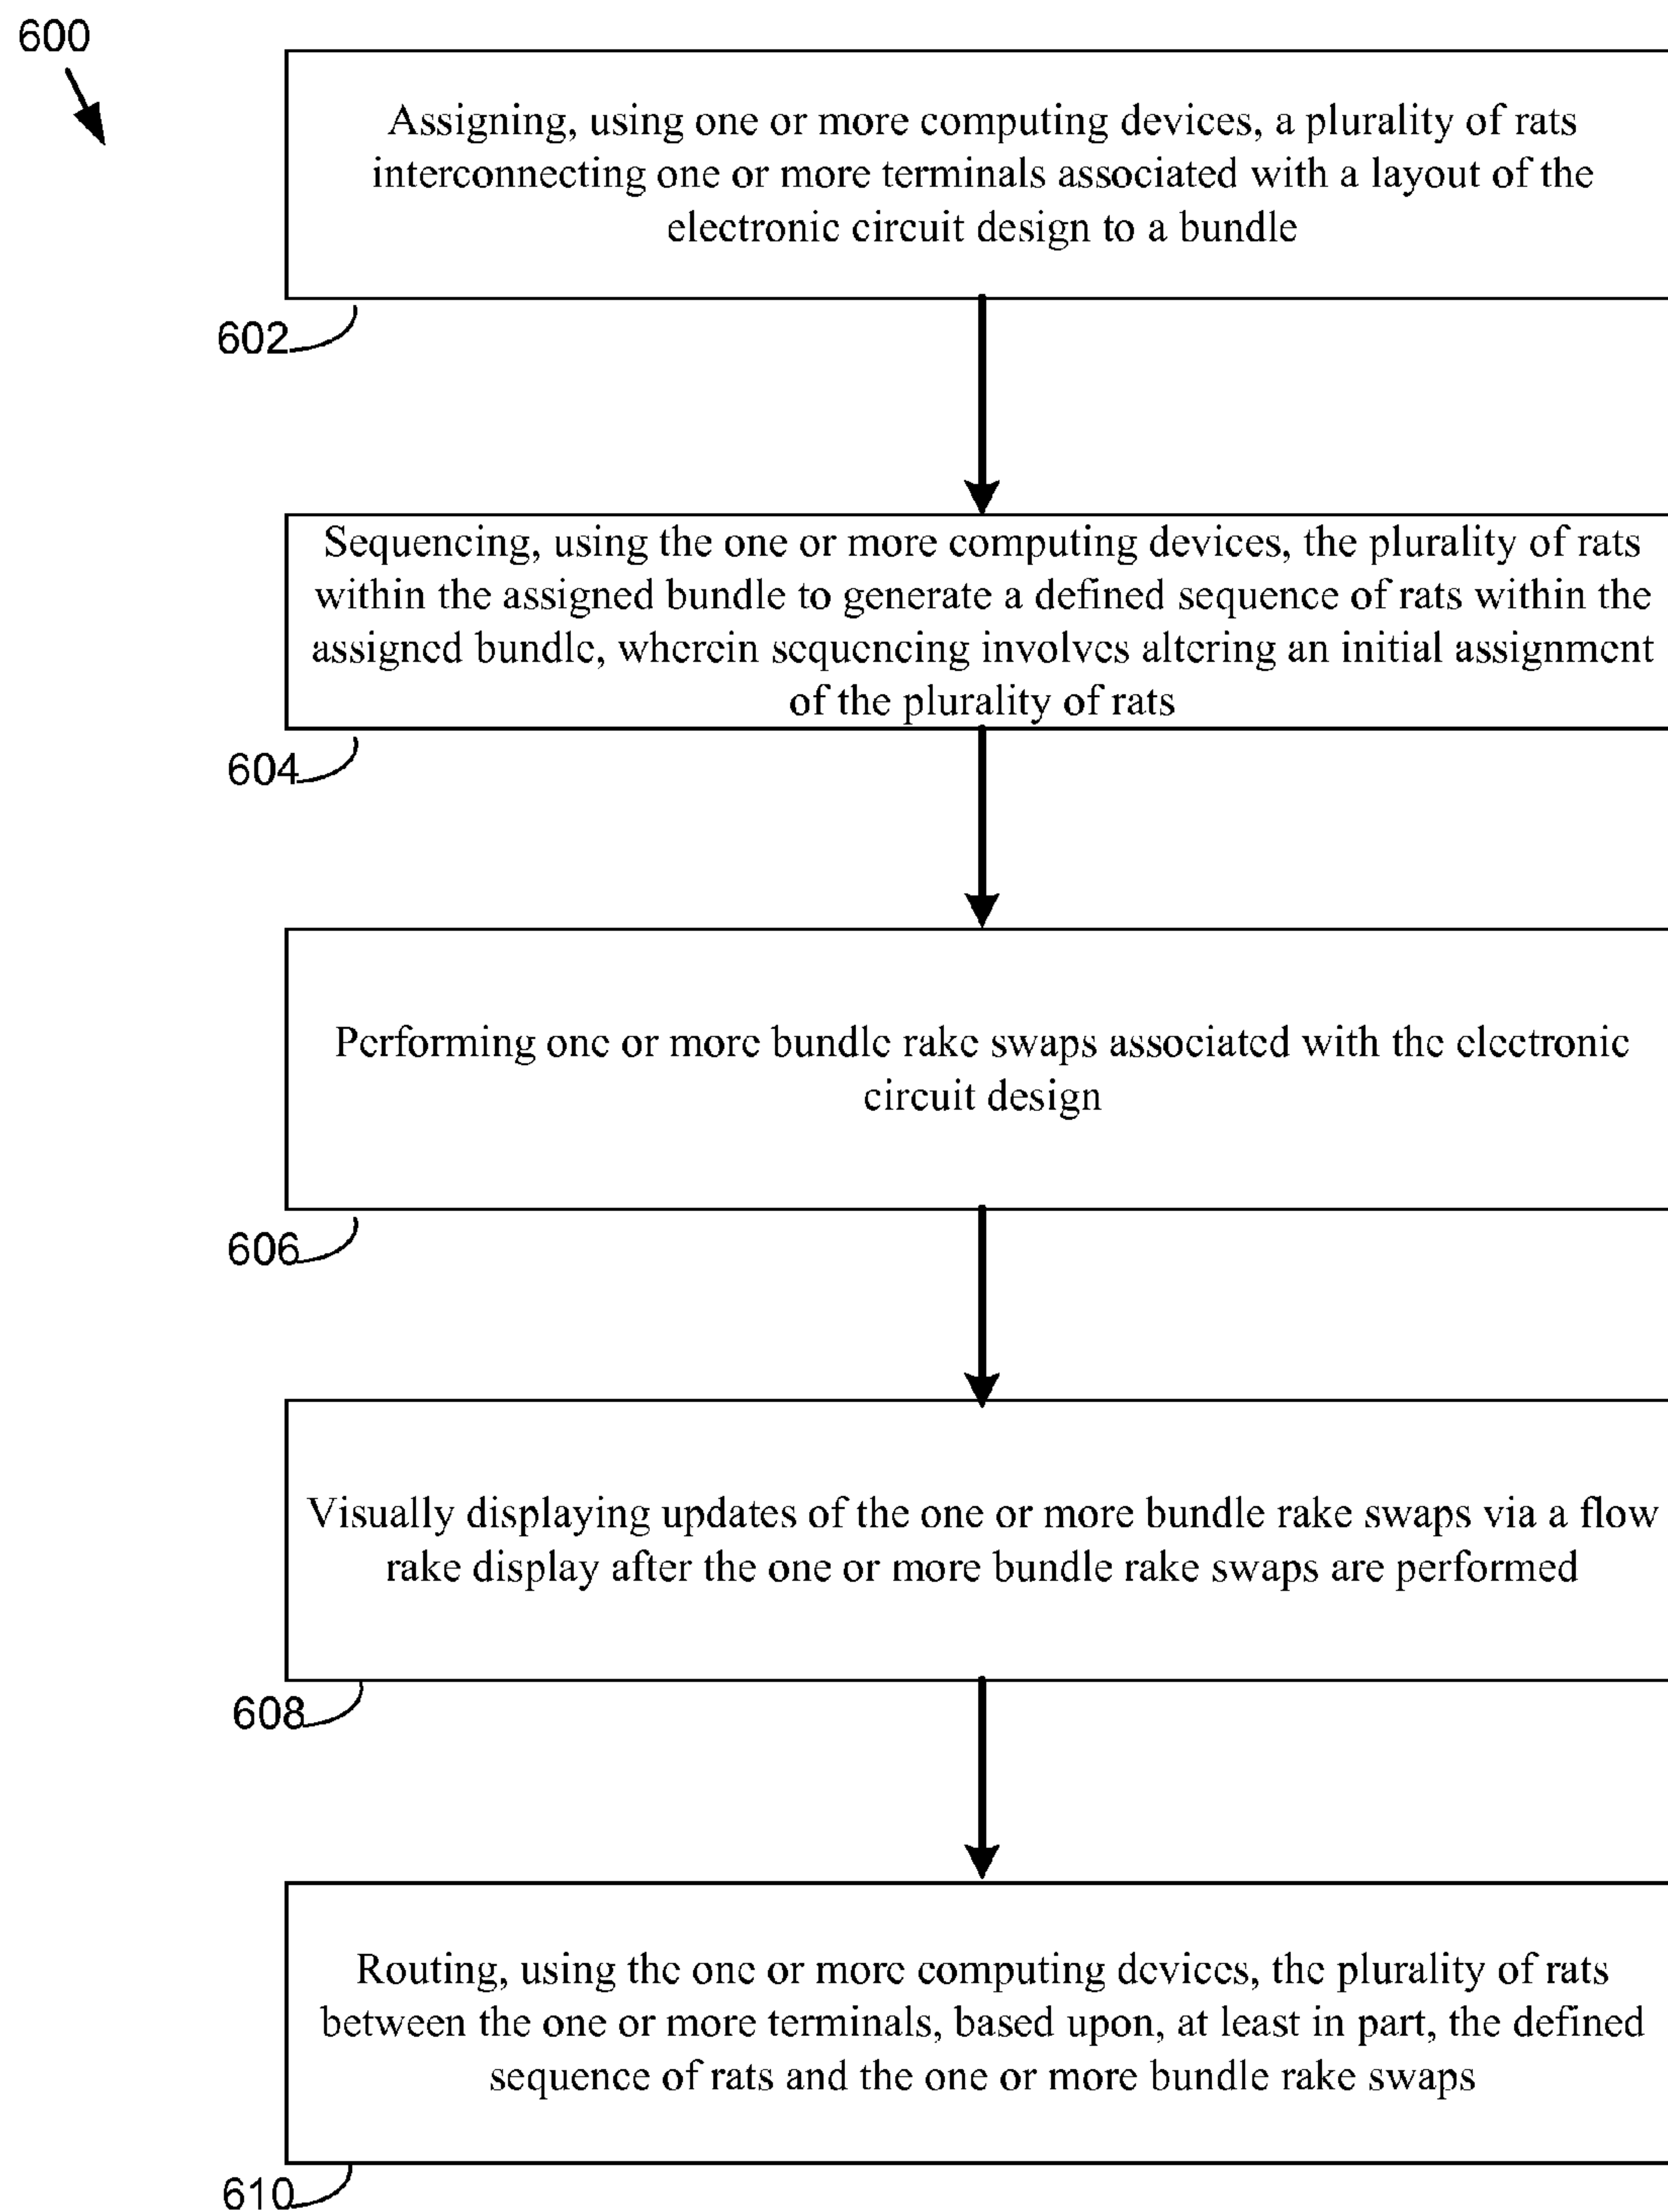 600
Assigning, using one or more computing devices, a plurality of rats
interconnecting one or more terminals associated with a layout of the
electronic circuit design to a bundle
602
Sequencing, using the one or more computing devices, the plurality of rats
within the assigned bundle to generate a defined sequence of rats within the
assigned bundle, wherein sequencing involves altering an initial assignment
of the plurality of rats
604
Performing one or more bundle rake swaps associated with the electronic
circuit design
606
Visually displaying updates of the one or more bundle rake swaps via a flow
rake display after the one or more bundle rake swaps are performed
608
Routing, using the one or more computing devices, the plurality of rats
between the one or more terminals, based upon, at least in part, the defined
sequence of rats and the one or more bundle rake swaps
610